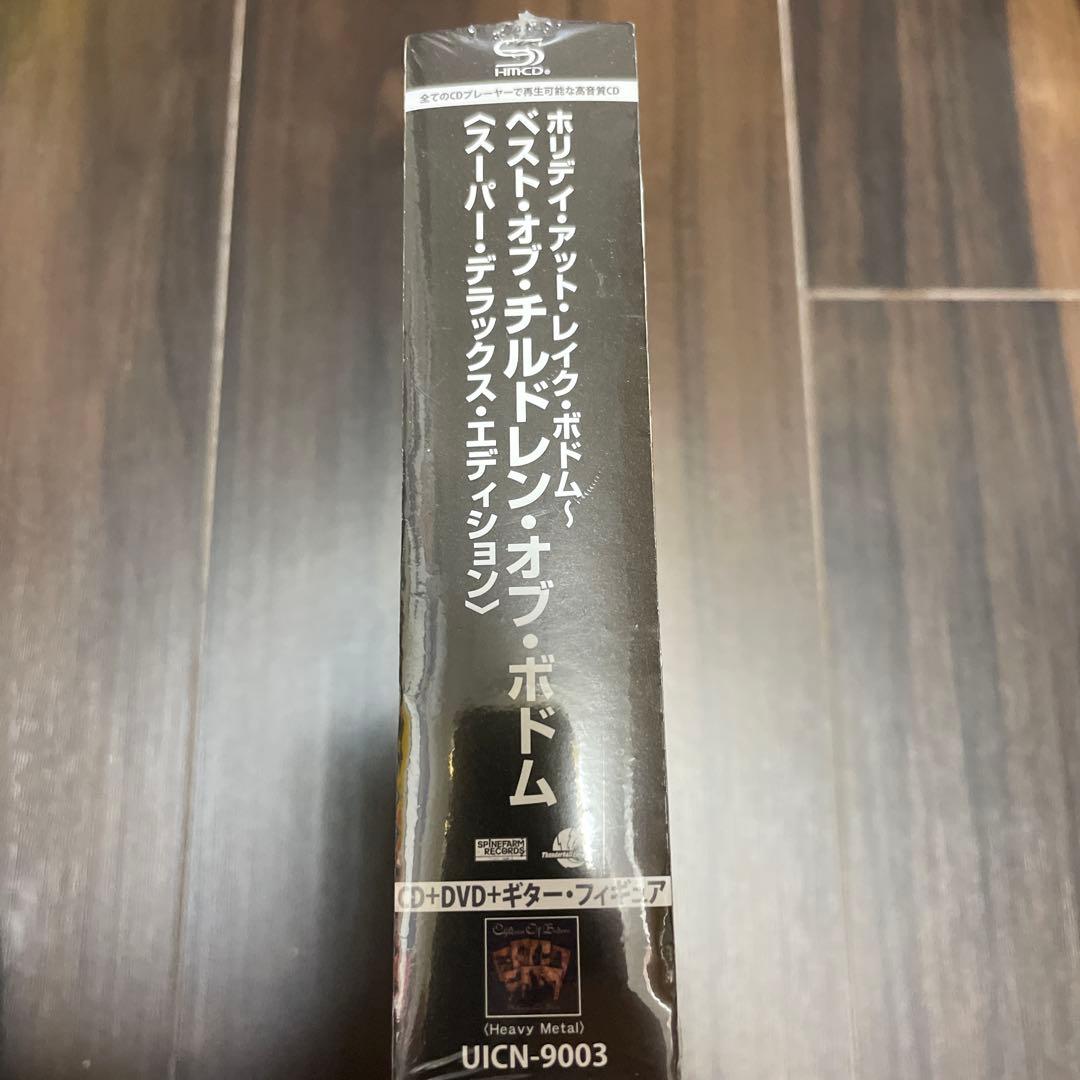 SHMCD®
全てのCDプレーヤーで再生可能な高音質CD
ホリデイ・アット・レイク・ボドム〜
ベスト・オブ・チルドレン・オブ・ボドム
〈スーパー・デラックス・エディション〉
SPINEFARM RECORDS
CD+DVD+ギター・フィギュア
Children Of Bodom
〈Heavy Metal〉
UICN-9003